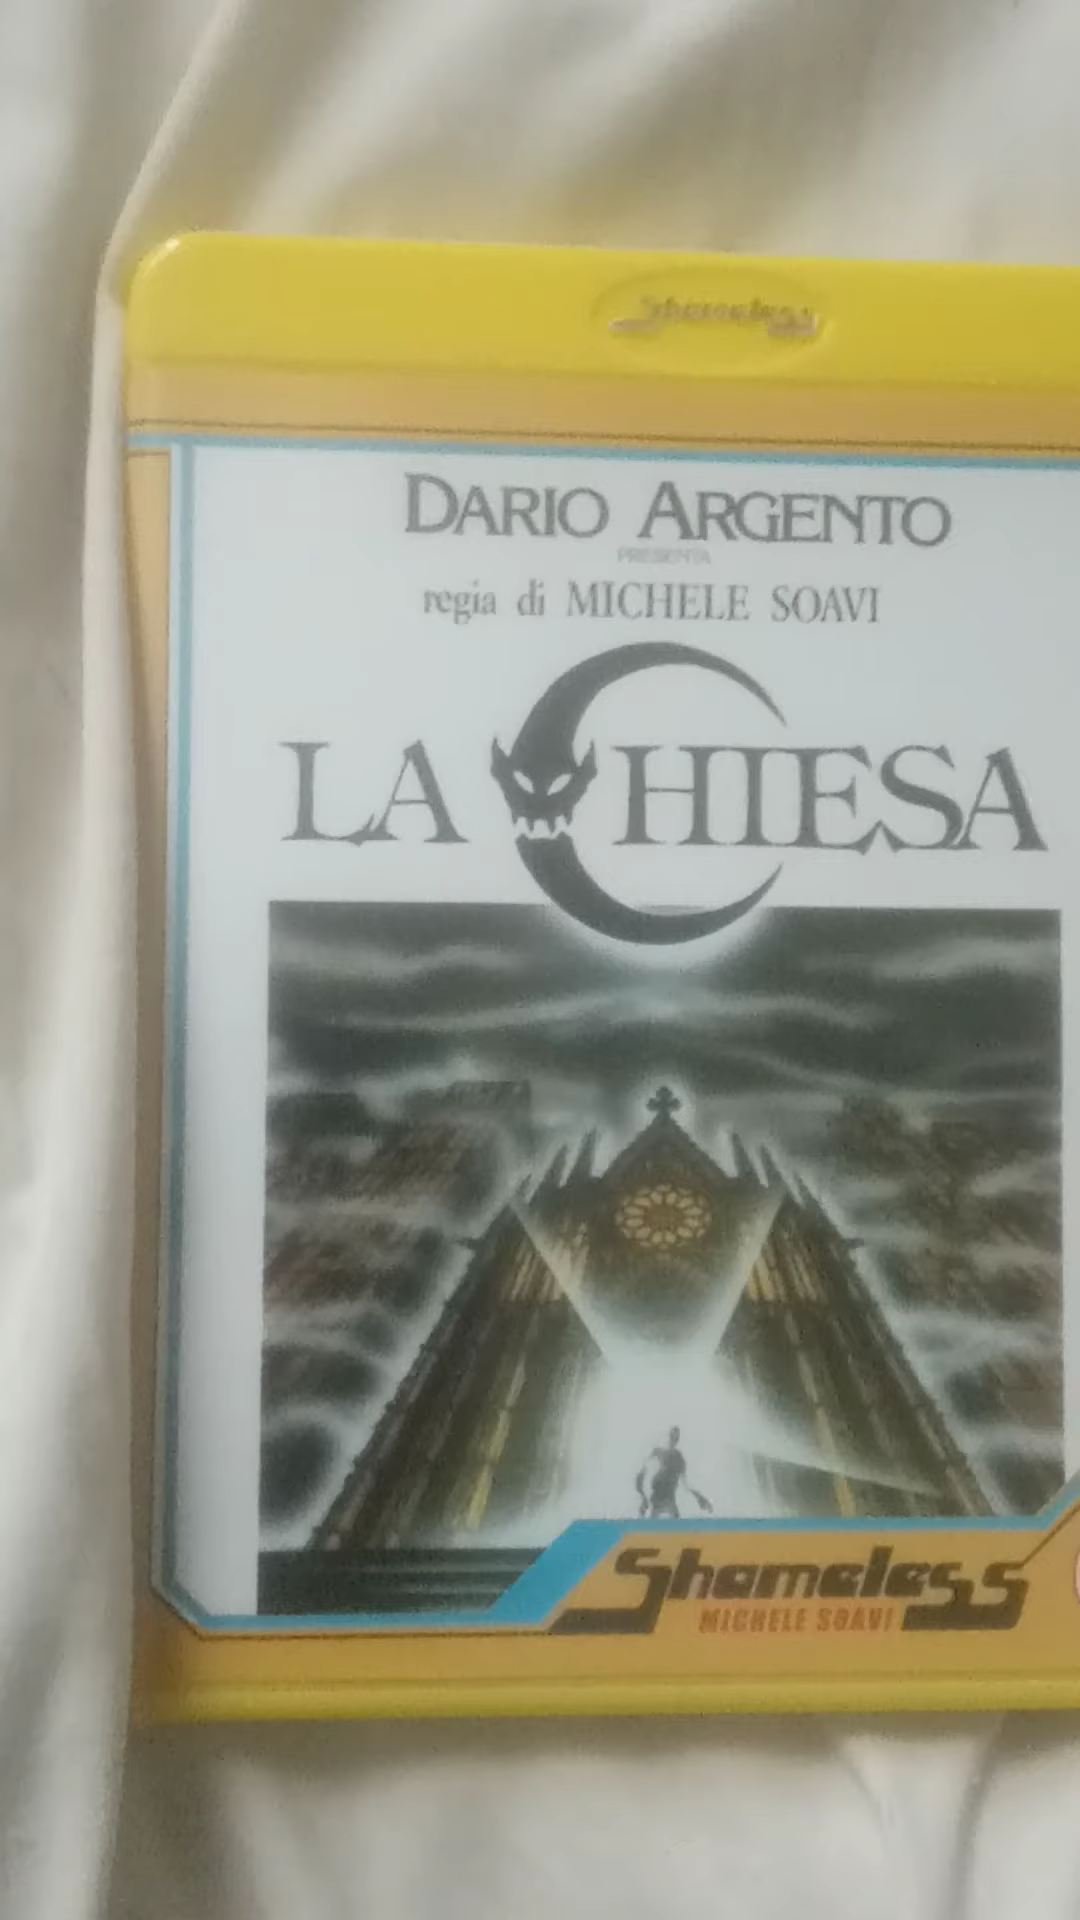 Shameless
DARIO ARGENTO
PRESENTA
regia di MICHELE SOAVI
LA CHIESA
Shameless
MICHELE SOAVI